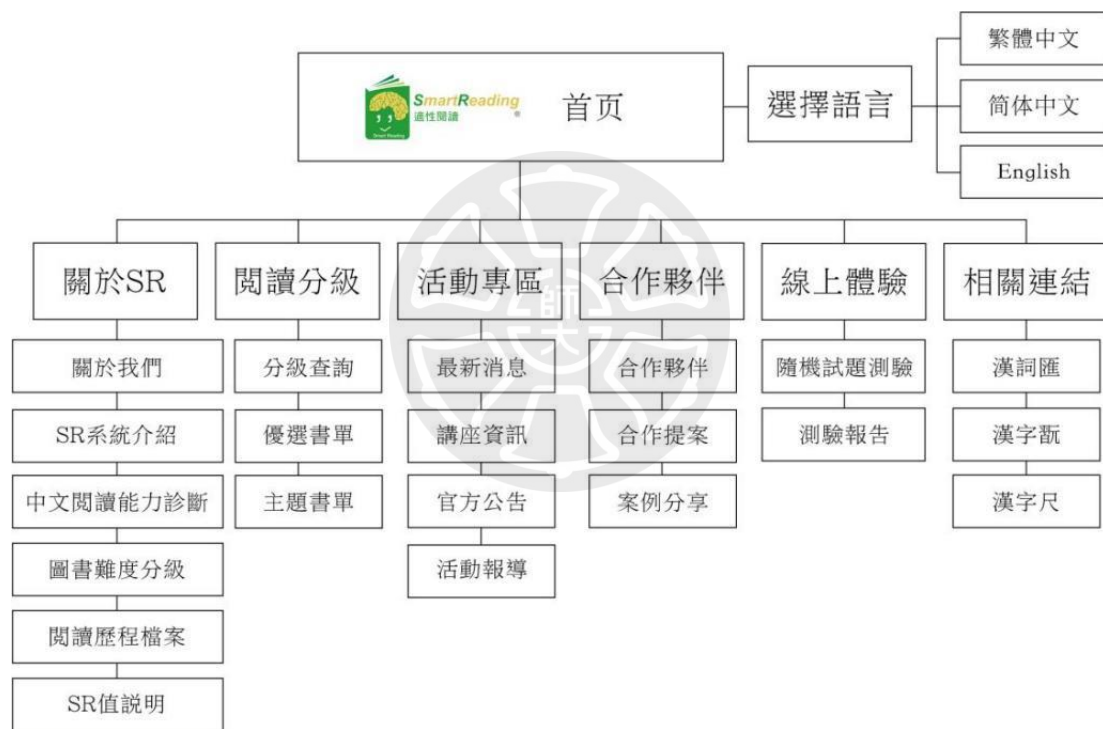 SmartReading
適性閱讀
®
Smart Reading
首页
選擇語言
繁體中文
简体中文
English
關於SR
閱讀分級
活動專區
合作夥伴
線上體驗
相關連結
關於我們
分級查詢
最新消息
合作夥伴
隨機試題測驗
漢詞匯
SR系統介紹
優選書單
講座資訊
合作提案
測驗報告
漢字翫
中文閱讀能力診斷
主題書單
官方公告
案例分享
漢字尺
圖書難度分級
活動報導
閱讀歷程檔案
SR值說明
師大